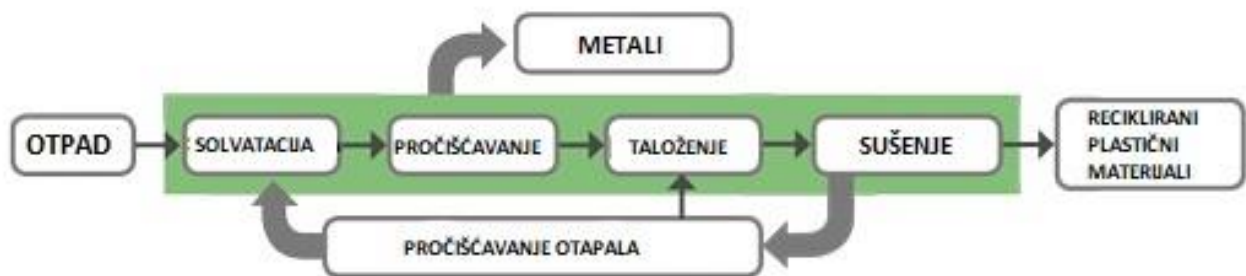 METALI
OTPAD
SOLVATACIJA
PROČIŠĆAVANJE
TALOŽENJE
SUŠENJE
RECIKLIRANI
PLASTIČNI
MATERIJALI
PROČIŠĆAVANJE OTAPALA